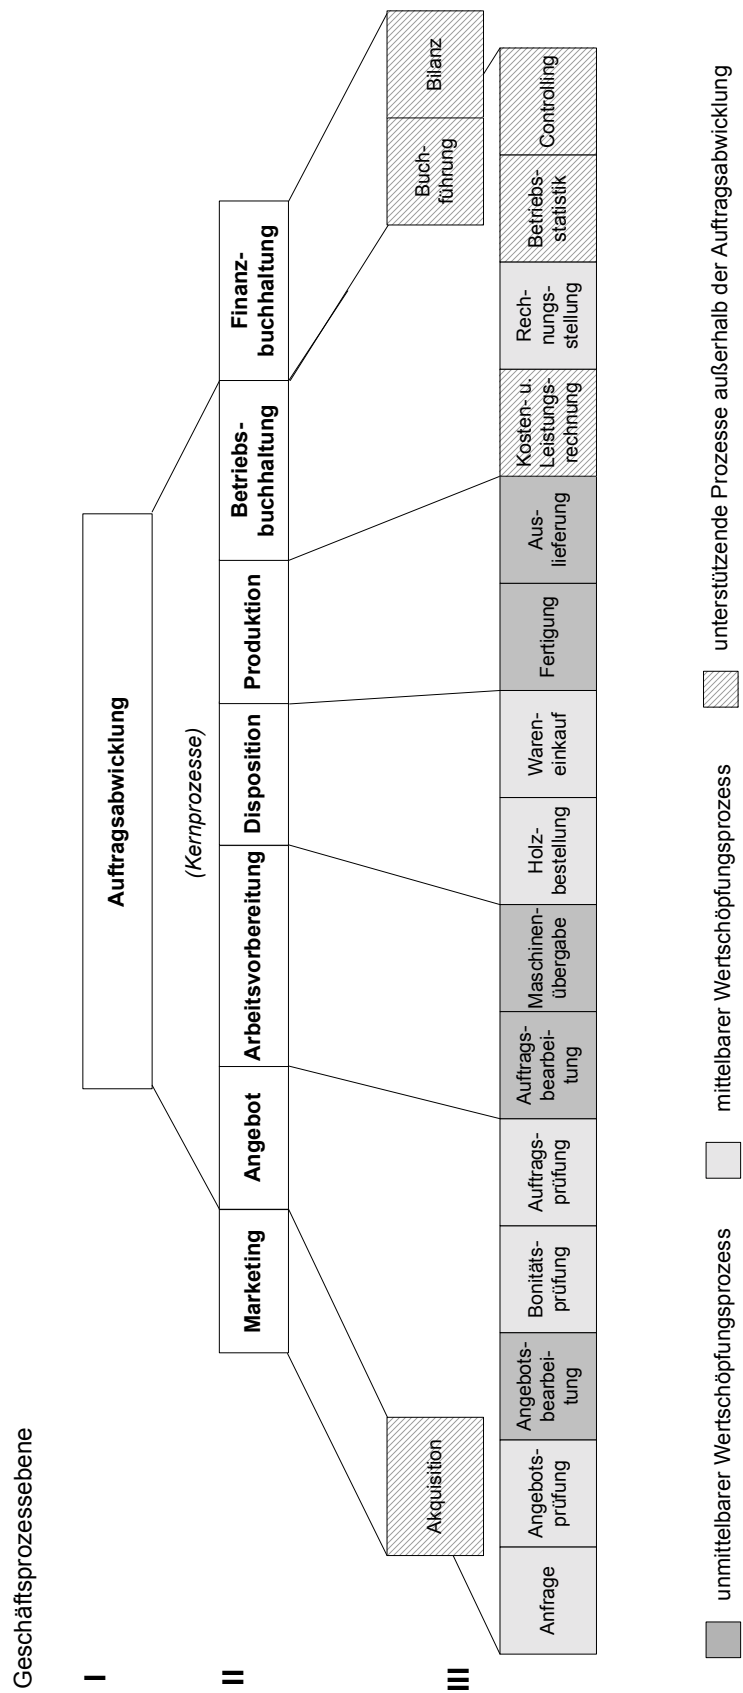 Geschäftsprozessebene
I
Auftragsabwicklung
(Kernprozesse)
II
Marketing
Angebot
Arbeitsvorbereitung
Disposition
Produktion
Betriebs-
buchhaltung
Finanz-
buchhaltung
III
Akquisition
Buch-
führung
Bilanz
Anfrage
Angebots-
prüfung
Angebots-
bearbei-
tung
Bonitäts-
prüfung
Auftrags-
prüfung
Auftrags-
bearbei-
tung
Maschinen-
übergabe
Holz-
bestellung
Waren-
einkauf
Fertigung
Aus-
lieferung
Kosten- u.
Leistungs-
rechnung
Rech-
nungs-
stellung
Betriebs-
statistik
Controlling
unmittelbarer Wertschöpfungsprozess
mittelbarer Wertschöpfungsprozess
unterstützende Prozesse außerhalb der Auftragsabwicklung